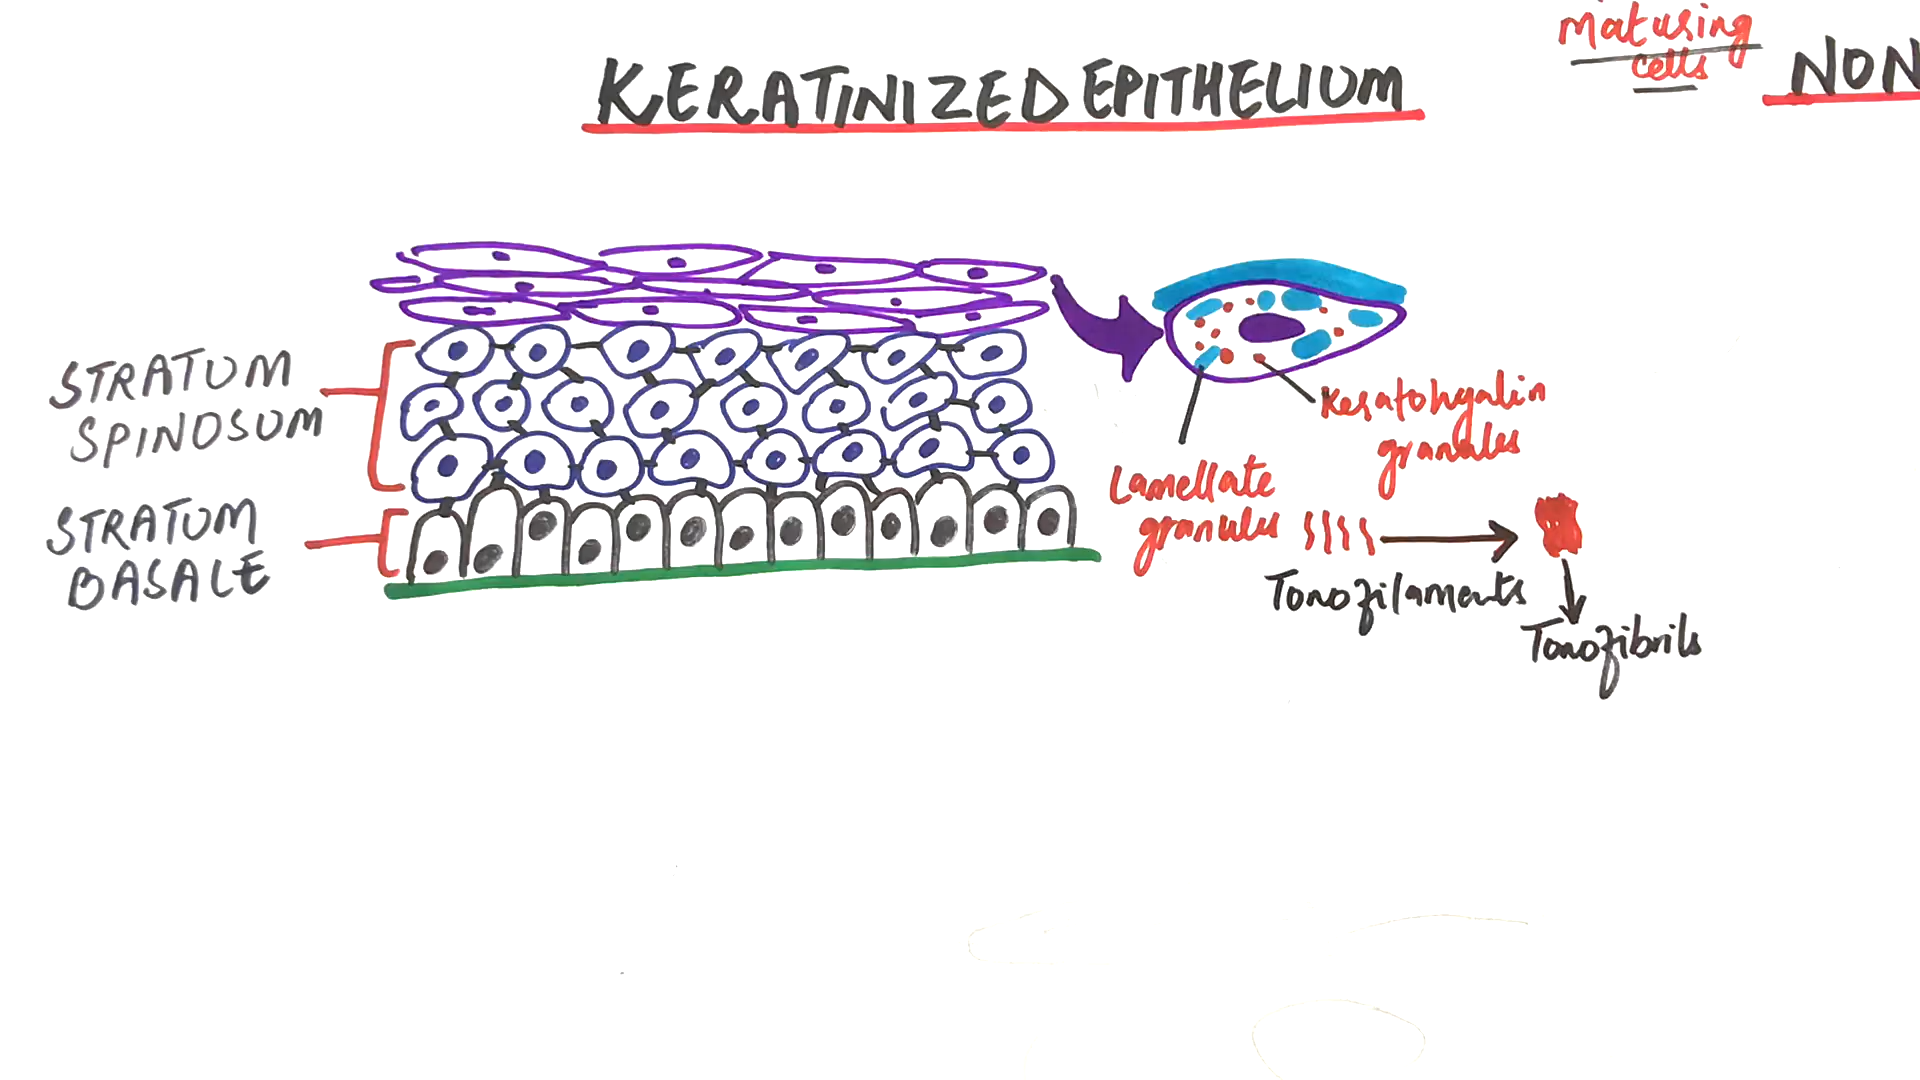 maturing
cells
NON
KERATINIZED EPITHELIUM
STRATUM
SPINOSUM
STRATUM
BASALE
Keratohyalin
granules
Lamellate
granules
Tonofilaments
Tonofibrils